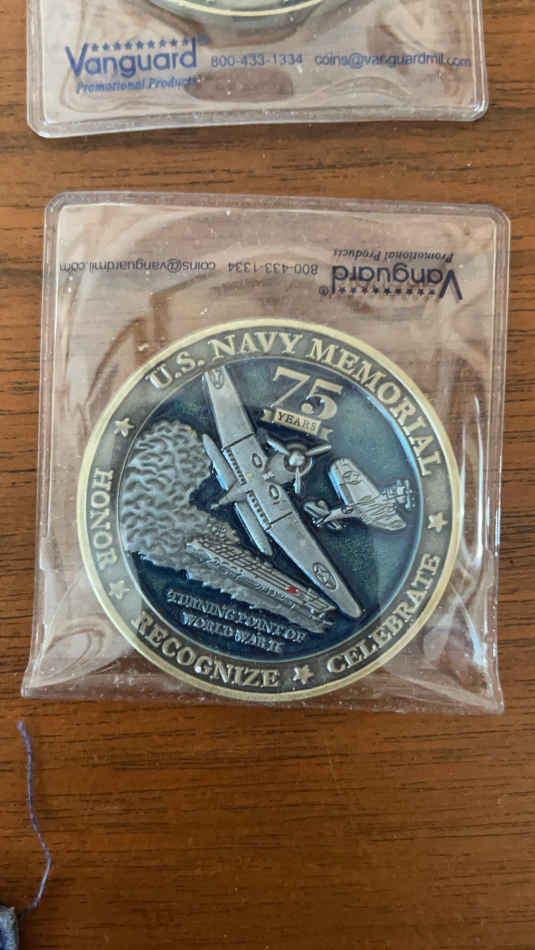 Vanguard®
800-433-1334 coins@vanguardmil.com
Promotional Products
Vanguard®
Promotional Products
800-433-1334 coins@vanguardmil.com
U.S. NAVY MEMORIAL
75
YEARS
TURNING POINT OF
WORLD WAR II
HONOR
RECOGNIZE
CELEBRATE